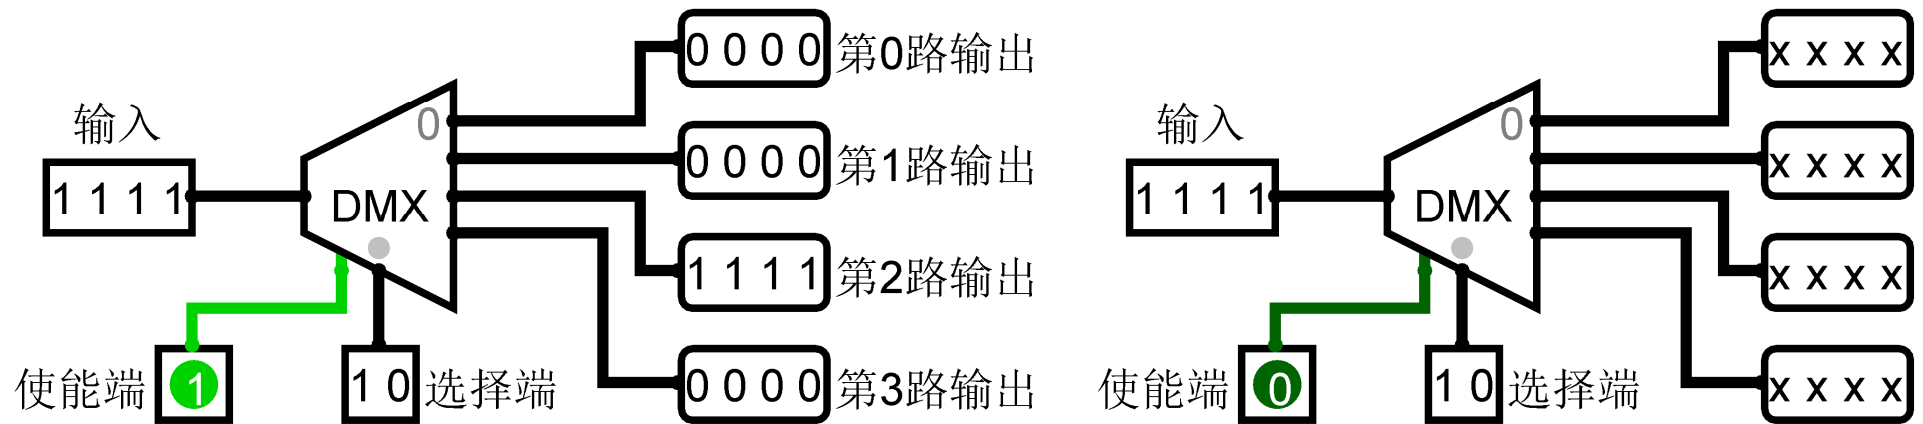 0 0 0 0 第0路输出
0
输入
1 1 1 1
DMX
0 0 0 0 第1路输出
1 1 1 1 第2路输出
使能端 1
1 0 选择端
0 0 0 0 第3路输出
x x x x
0
输入
1 1 1 1
DMX
x x x x
x x x x
使能端 0
1 0 选择端
x x x x